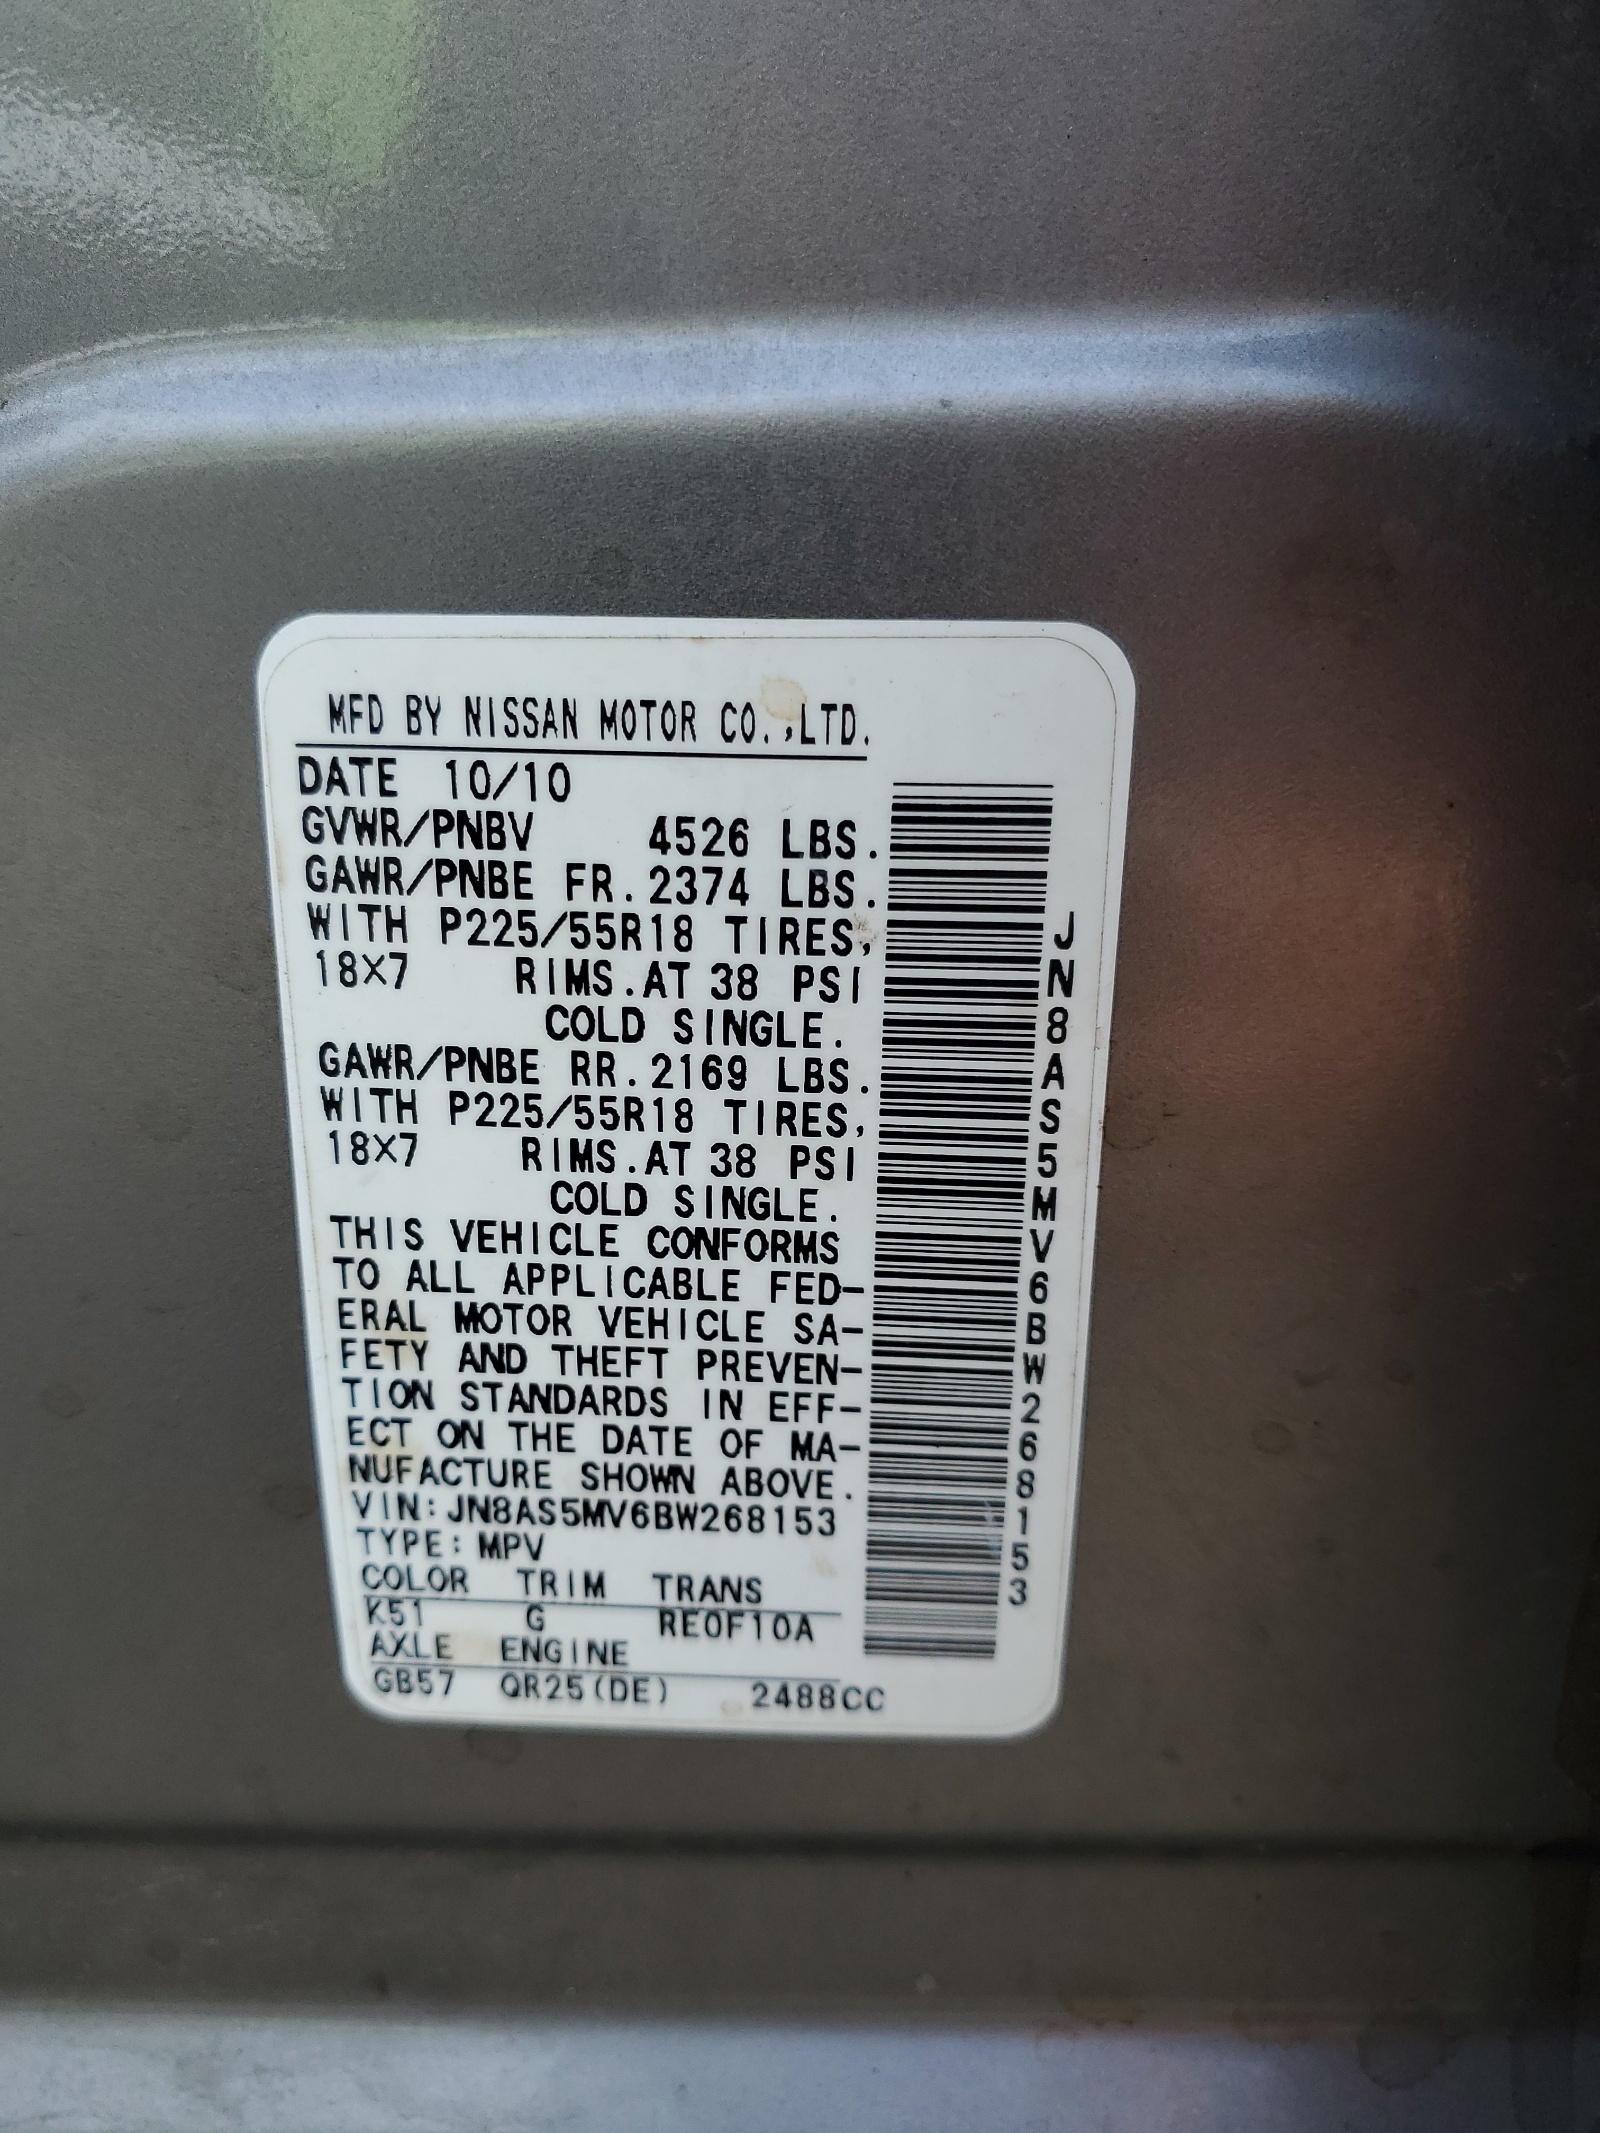 MFD BY NISSAN MOTOR CO.,LTD.
DATE 10/10
GVWR/PNBV 4526 LBS.
GAWR/PNBE FR.2374 LBS.
WITH P225/55R18 TIRES,
18X7 RIMS.AT 38 PSI
COLD SINGLE.
GAWR/PNBE RR.2169 LBS.
WITH P225/55R18 TIRES,
18X7 RIMS.AT 38 PSI
COLD SINGLE.
THIS VEHICLE CONFORMS
TO ALL APPLICABLE FED-
ERAL MOTOR VEHICLE SA-
FETY AND THEFT PREVEN-
TION STANDARDS IN EFF-
ECT ON THE DATE OF MA-
NUFACTURE SHOWN ABOVE.
VIN:JN8AS5MV6BW268153
TYPE:MPV
COLOR TRIM TRANS
K51 G RE0F10A
AXLE ENGINE
GB57 QR25(DE) 2488CC
JN8AS5MV6BW268153